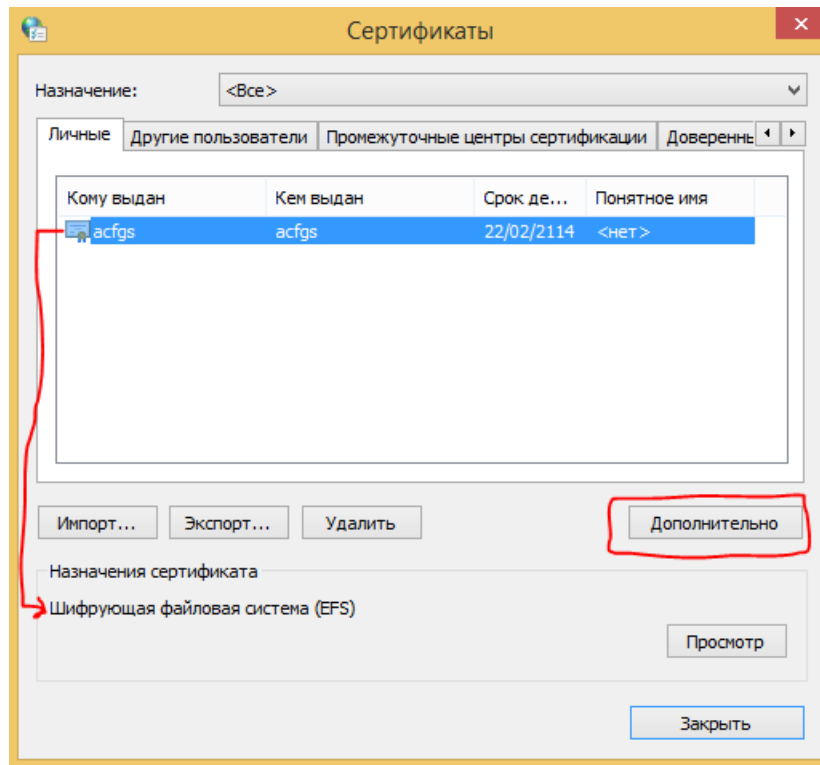 Сертификаты
Назначение: <Все>
Личные Другие пользователи Промежуточные центры сертификации Доверенны
Кому выдан Кем выдан Срок де... Понятное имя
acfgs acfgs 22/02/2114 <нет>
Импорт... Экспорт... Удалить Дополнительно
Назначения сертификата
Шифрующая файловая система (EFS)
Просмотр
Закрыть